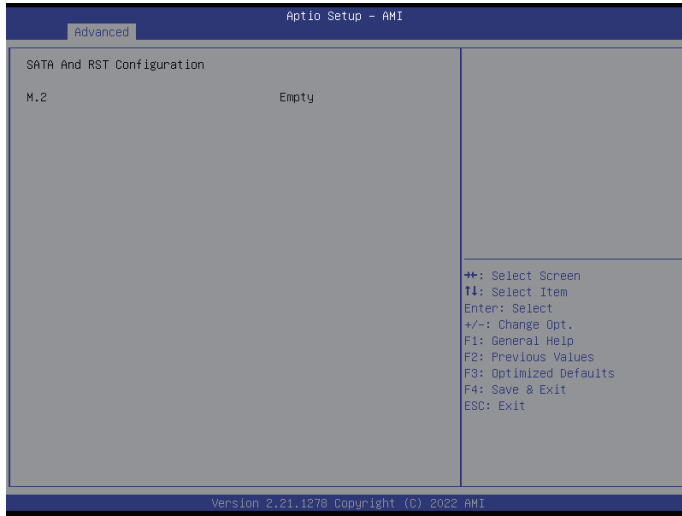 Aptio Setup – AMI
Advanced
SATA And RST Configuration
M.2 Empty
→←: Select Screen
↑↓: Select Item
Enter: Select
+/-: Change Opt.
F1: General Help
F2: Previous Values
F3: Optimized Defaults
F4: Save & Exit
ESC: Exit
Version 2.21.1278 Copyright (C) 2022 AMI